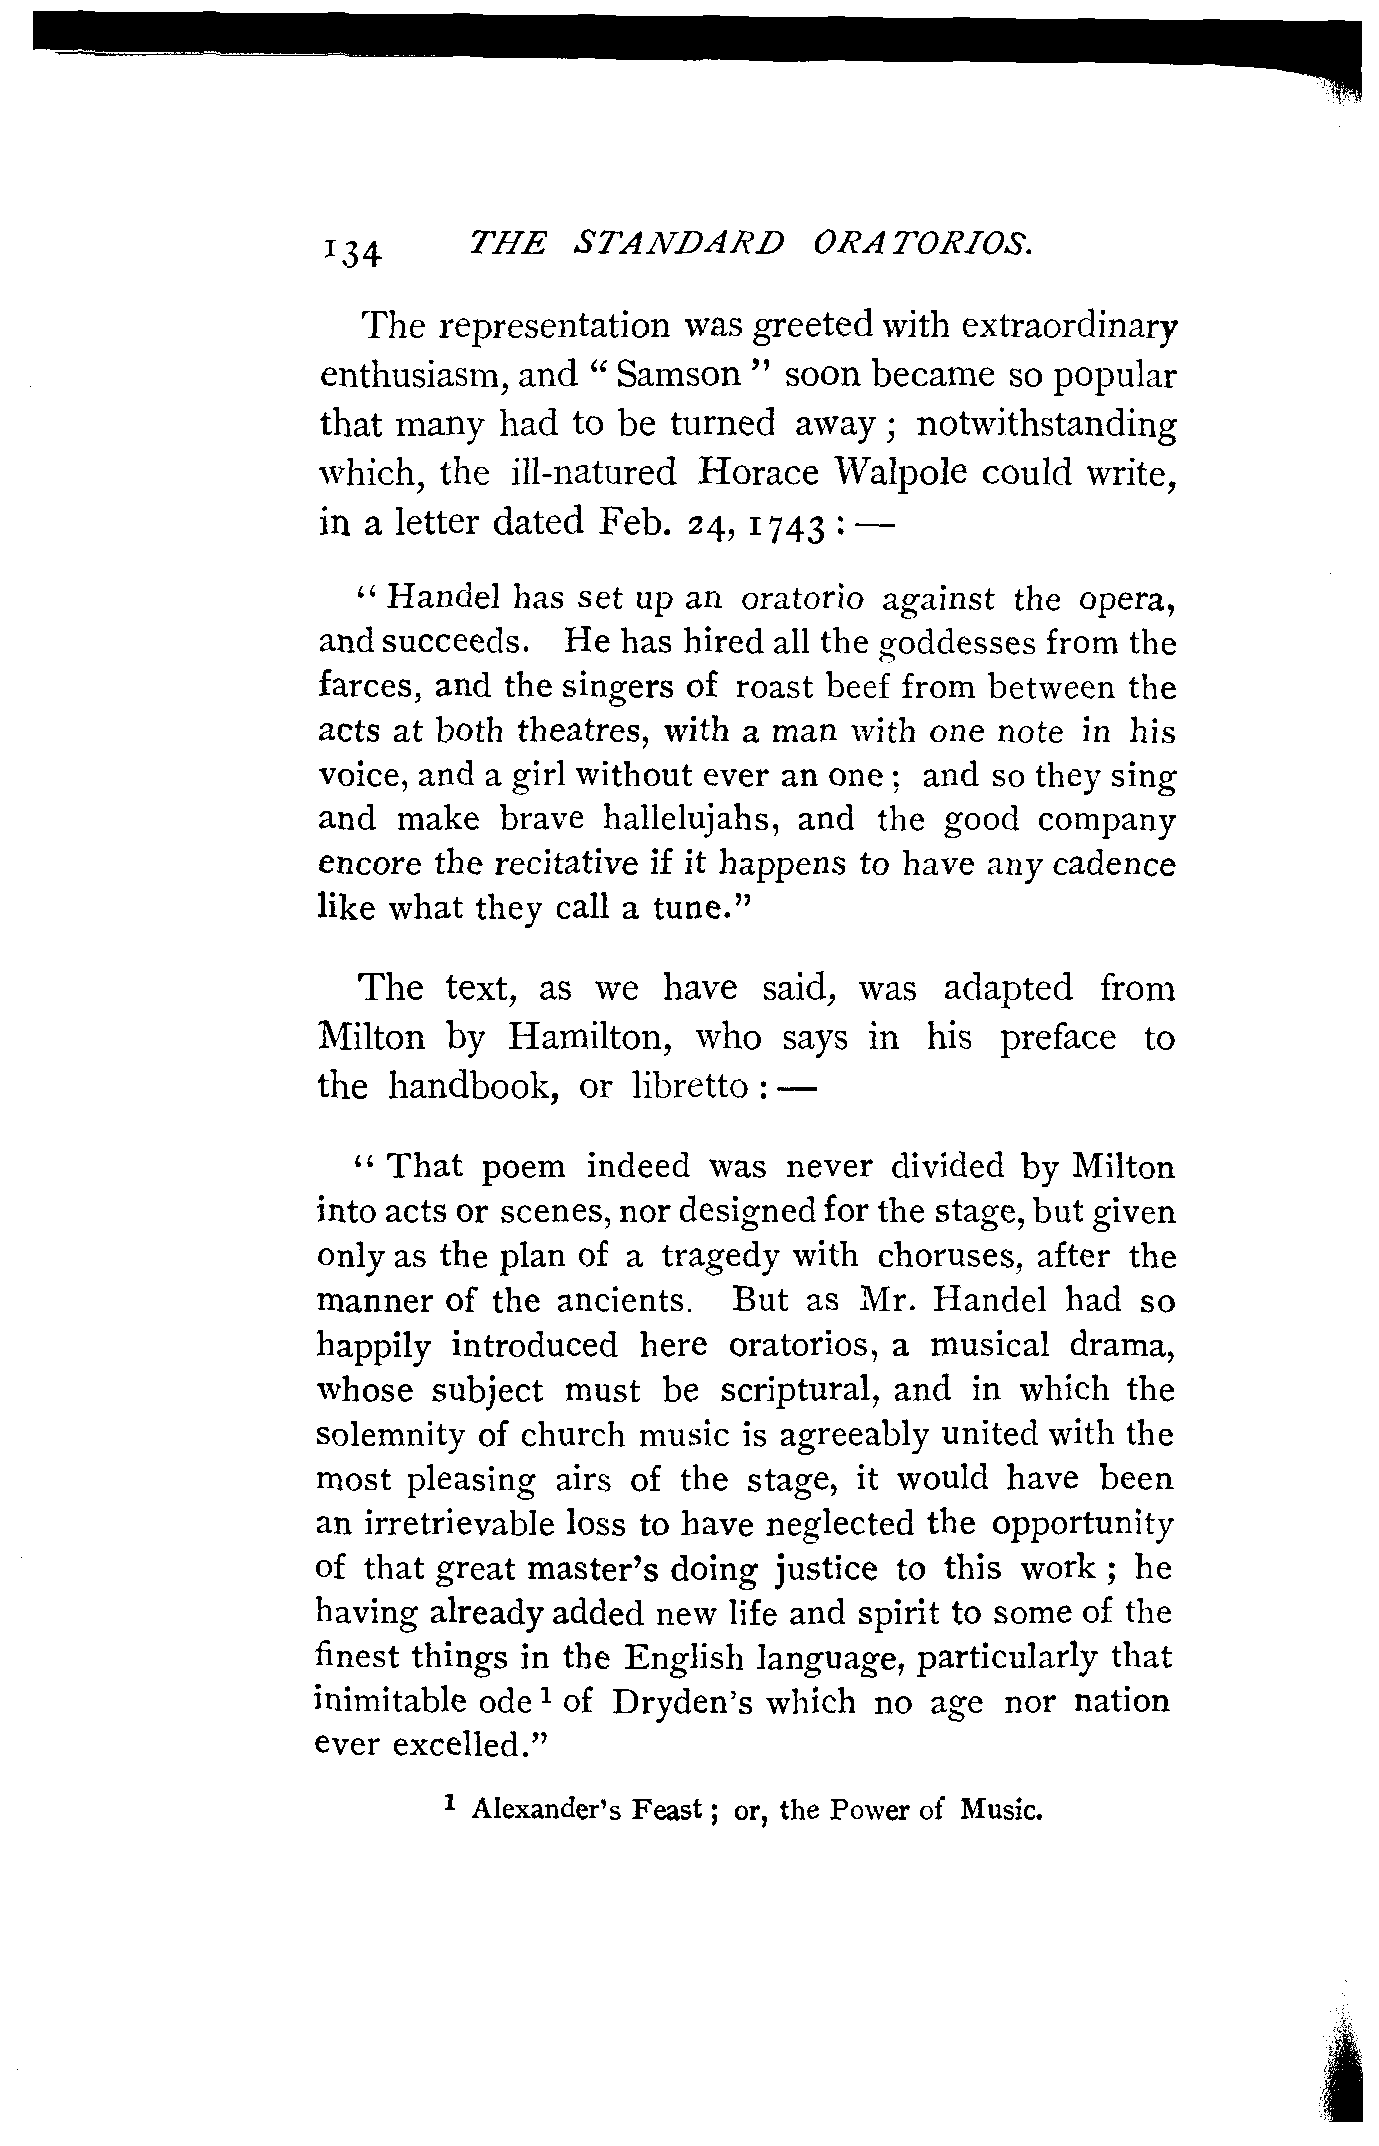 134 THE STANDARD ORATORIOS.
The representation was greeted with extraordinary
enthusiasm, and “ Samson ” soon became so popular
that many had to be turned away ; notwithstanding
which, the ill-natured Horace Walpole could write,
in a letter dated Feb. 24, 1743 : —
“ Handel has set up an oratorio against the opera,
and succeeds. He has hired all the goddesses from the
farces, and the singers of roast beef from between the
acts at both theatres, with a man with one note in his
voice, and a girl without ever an one ; and so they sing
and make brave hallelujahs, and the good company
encore the recitative if it happens to have any cadence
like what they call a tune.”
The text, as we have said, was adapted from
Milton by Hamilton, who says in his preface to
the handbook, or libretto : —
“ That poem indeed was never divided by Milton
into acts or scenes, nor designed for the stage, but given
only as the plan of a tragedy with choruses, after the
manner of the ancients. But as Mr. Handel had so
happily introduced here oratorios, a musical drama,
whose subject must be scriptural, and in which the
solemnity of church music is agreeably united with the
most pleasing airs of the stage, it would have been
an irretrievable loss to have neglected the opportunity
of that great master’s doing justice to this work ; he
having already added new life and spirit to some of the
finest things in the English language, particularly that
inimitable ode ¹ of Dryden’s which no age nor nation
ever excelled.”
¹ Alexander’s Feast ; or, the Power of Music.